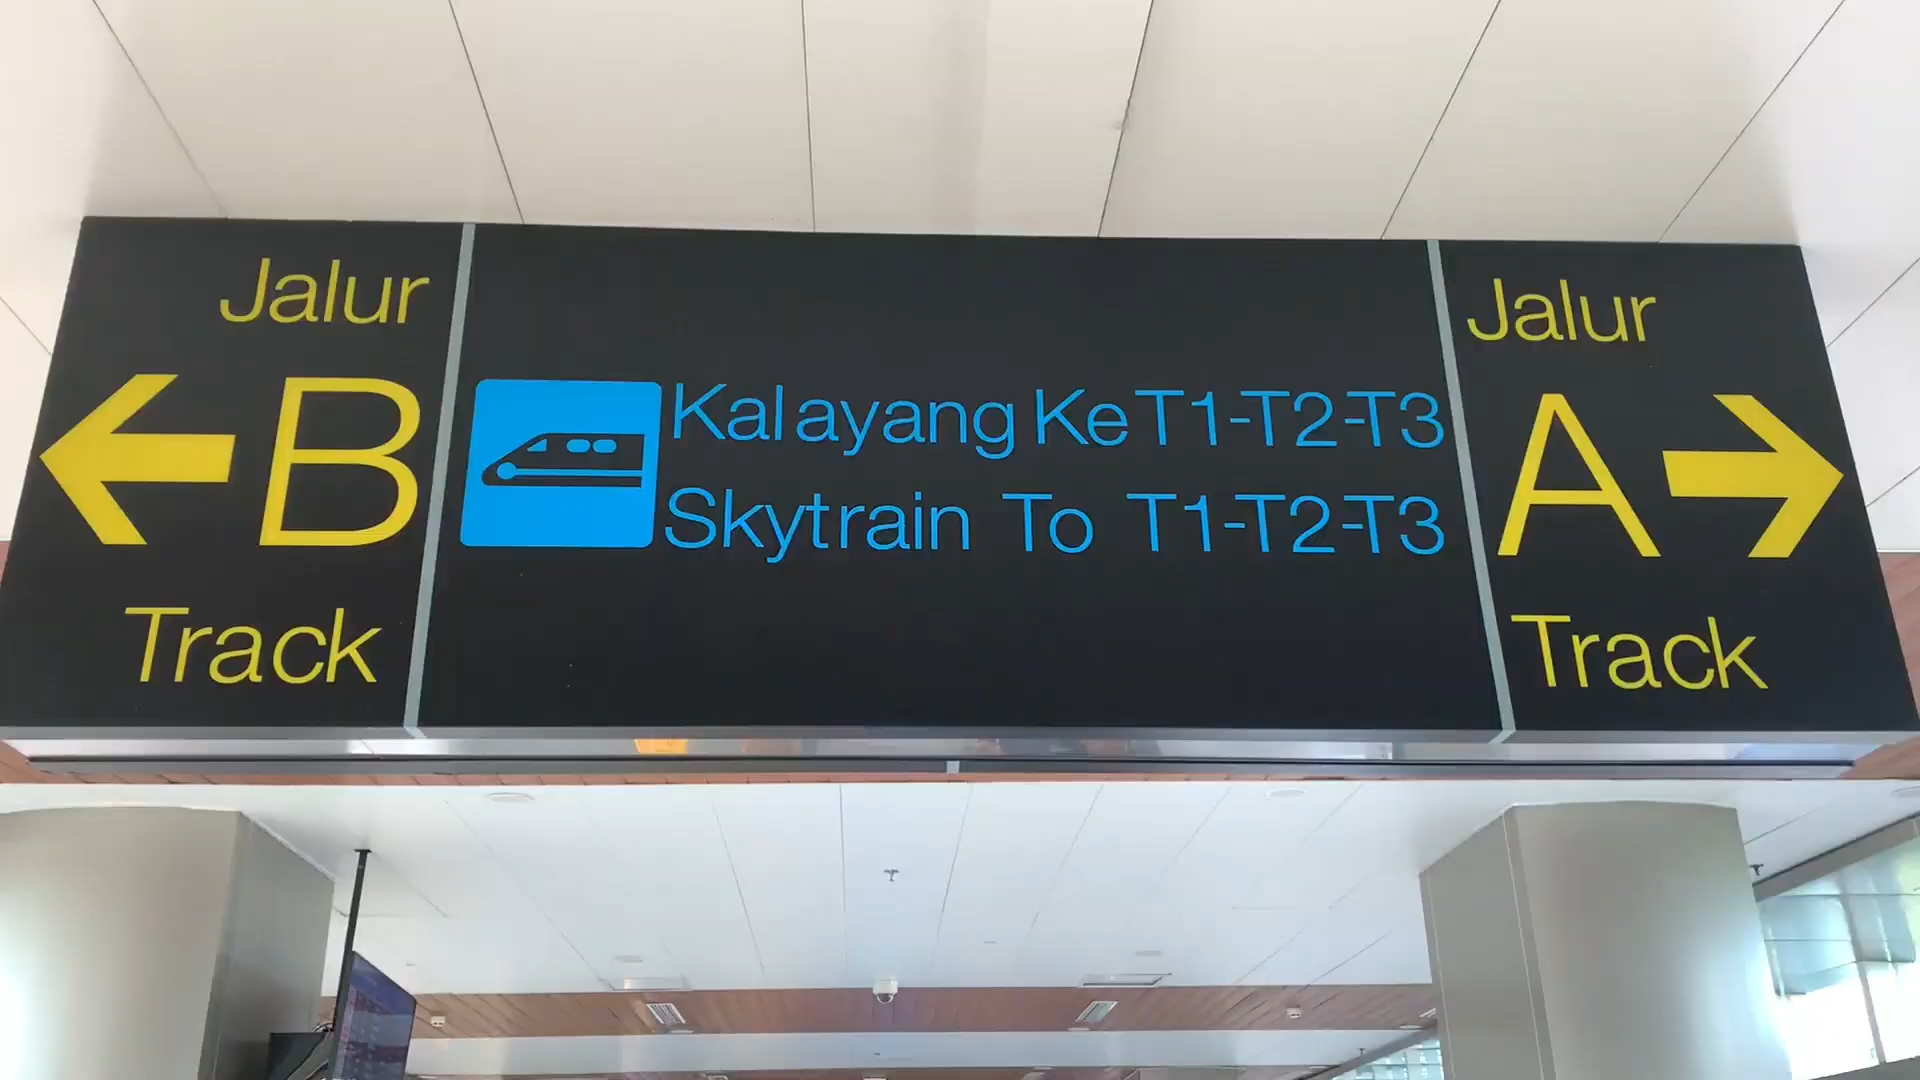 Jalur
B
Track
Kalayang Ke T1-T2-T3
Skytrain To T1-T2-T3
Jalur
A
Track